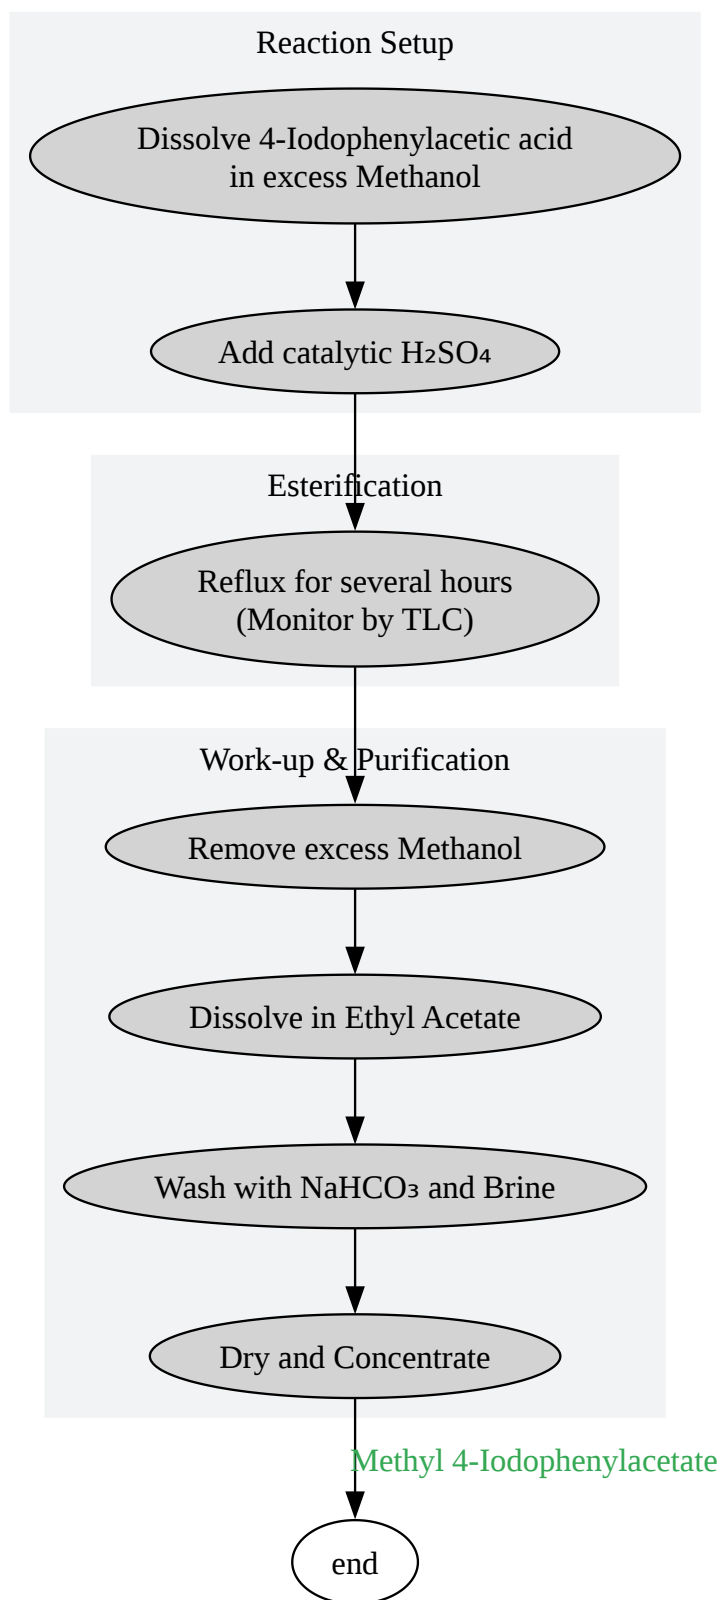 Reaction Setup
Dissolve 4-Iodophenylacetic acid
in excess Methanol
Add catalytic H₂SO₄
Esterification
Reflux for several hours
(Monitor by TLC)
Work-up & Purification
Remove excess Methanol
Dissolve in Ethyl Acetate
Wash with NaHCO₃ and Brine
Dry and Concentrate
Methyl 4-Iodophenylacetate
end